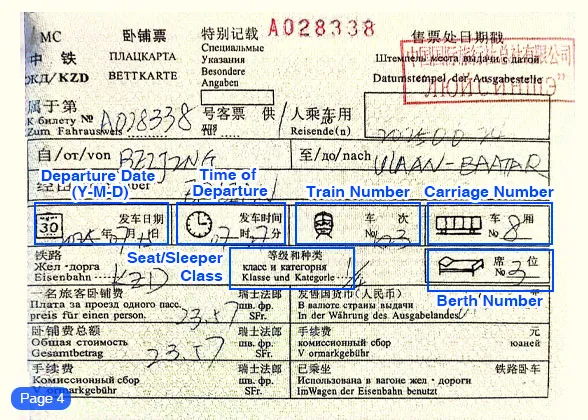 MC 卧铺票 特别记载 A028338 售票处日期戳
中铁 ПЛАЦКАРТА Специальные Штемпель места выдачи с датой
ЖД/KZD BETTKARTE Указания Datumstempel der Ausgabestelle
Besondere
Angaben
属于第 号客票 供 人乘车用
К билету № A028338
Zum Fahrausweis Reisende(n) 1
自/от/von BEIJING 至/до/nach ULAAN-BAATAR
Departure Date (Y-M-D) Time of Departure Train Number Carriage Number
30 年 月 日 发车日期 时 分 发车时间 车 次 车 厢
№ № 8
铁路 Seat/Sleeper Class 等级和种类 席 位
Жел-дорга класс и категория № 3
Eisenbahn KZD Klasse und Kategorie Berth Number
一名旅客卧铺费 瑞士法郎 发售国货币(人民币) 元
Плата за проезд одного пасс. шв. фр. В валюте страны выдачи
preis für einen person. 23.57 SFr. In der Währung des Ausgabelandes
卧铺费总额 瑞士法郎 手续费 元
Общая стоимость шв. фр. комиссионный сбор юаней
Gesamtbetrag 23.57 SFr. V ormarkgebühr
手续费 瑞士法郎 已乘坐 铁路卧车
Комиссионный сбор шв. фр. Использована в вагоне жел・дороги
V ormarkgebühr SFr. imWagen der Eisenbahn benutzt
Page 4